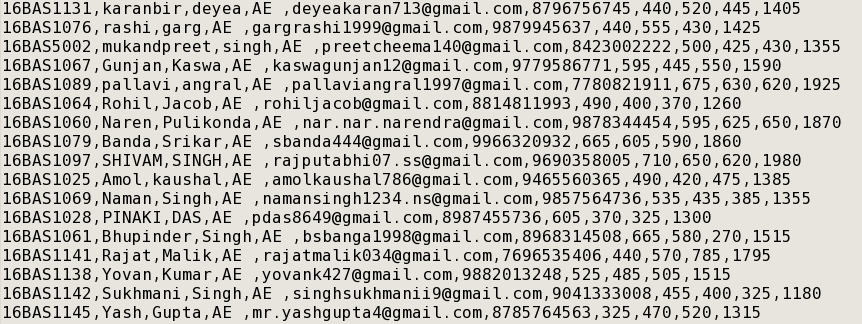 16BAS1131,karanbir,deyea,AE ,deyeakaran713@gmail.com,8796756745,440,520,445,1405
16BAS1076,rashi,garg,AE ,gargrashi1999@gmail.com,9879945637,440,555,430,1425
16BAS5002,mukandpreet,singh,AE ,preetcheema140@gmail.com,8423002222,500,425,430,1355
16BAS1067,Gunjan,Kaswa,AE ,kaswagunjan12@gmail.com,9779586771,595,445,550,1590
16BAS1089,pallavi,angral,AE ,pallaviangral1997@gmail.com,7780821911,675,630,620,1925
16BAS1064,Rohil,Jacob,AE ,rohiljacob@gmail.com,8814811993,490,400,370,1260
16BAS1060,Naren,Pulikonda,AE ,nar.nar.narendra@gmail.com,9878344454,595,625,650,1870
16BAS1079,Banda,Srikar,AE ,sbanda444@gmail.com,9966320932,665,605,590,1860
16BAS1097,SHIVAM,SINGH,AE ,rajputabhi07.ss@gmail.com,9690358005,710,650,620,1980
16BAS1025,Amol,kaushal,AE ,amolkaushal786@gmail.com,9465560365,490,420,475,1385
16BAS1069,Naman,Singh,AE ,namansingh1234.ns@gmail.com,9857564736,535,435,385,1355
16BAS1028,PINAKI,DAS,AE ,pdas8649@gmail.com,8987455736,605,370,325,1300
16BAS1061,Bhupinder,Singh,AE ,bsbanga1998@gmail.com,8968314508,665,580,270,1515
16BAS1141,Rajat,Malik,AE ,rajatmalik034@gmail.com,7696535406,440,570,785,1795
16BAS1138,Yovan,Kumar,AE ,yovank427@gmail.com,9882013248,525,485,505,1515
16BAS1142,Sukhmani,Singh,AE ,singhsukhmanii9@gmail.com,9041333008,455,400,325,1180
16BAS1145,Yash,Gupta,AE ,mr.yashgupta4@gmail.com,8785764563,325,470,520,1315